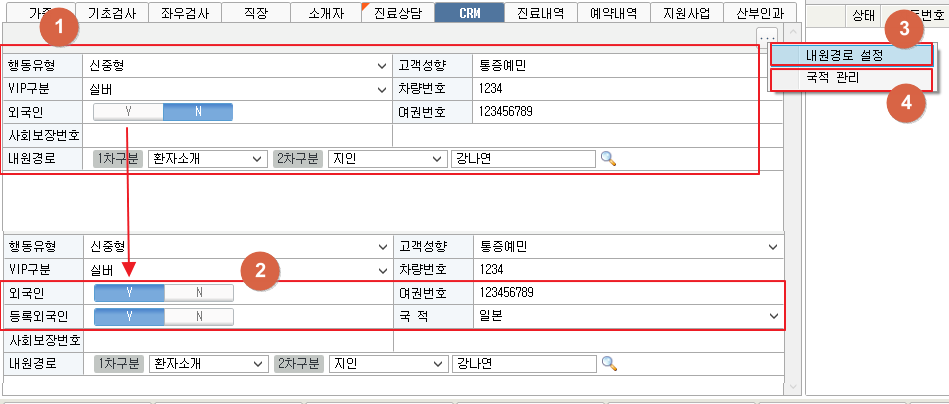 가족 기초검사 좌우검사 직장 소개자 진료상담 CRM 진료내역 예약내역 지원사업 산부인과
상태
1
3
...
내원경로 설정
국적 관리
4
행동유형 신중형 고객성향 통증예민
VIP구분 실버 차량번호 1234
외국인 Y N 여권번호 123456789
사회보장번호
내원경로 1차구분 환자소개 2차구분 지인 강나연
행동유형 신중형 고객성향 통증예민
VIP구분 실버 차량번호 1234
2
외국인 Y N 여권번호 123456789
등록외국인 Y N 국 적 일본
사회보장번호
내원경로 1차구분 환자소개 2차구분 지인 강나연